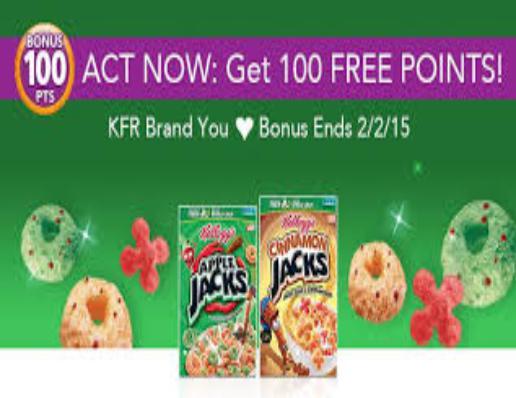 BONUS
100
PTS
ACT NOW: Get 100 FREE POINTS!
KFR Brand You ♥ Bonus Ends 2/2/15
Kellogg's
APPLE
JACKS
Kellogg's
CINNAMON
JACKS